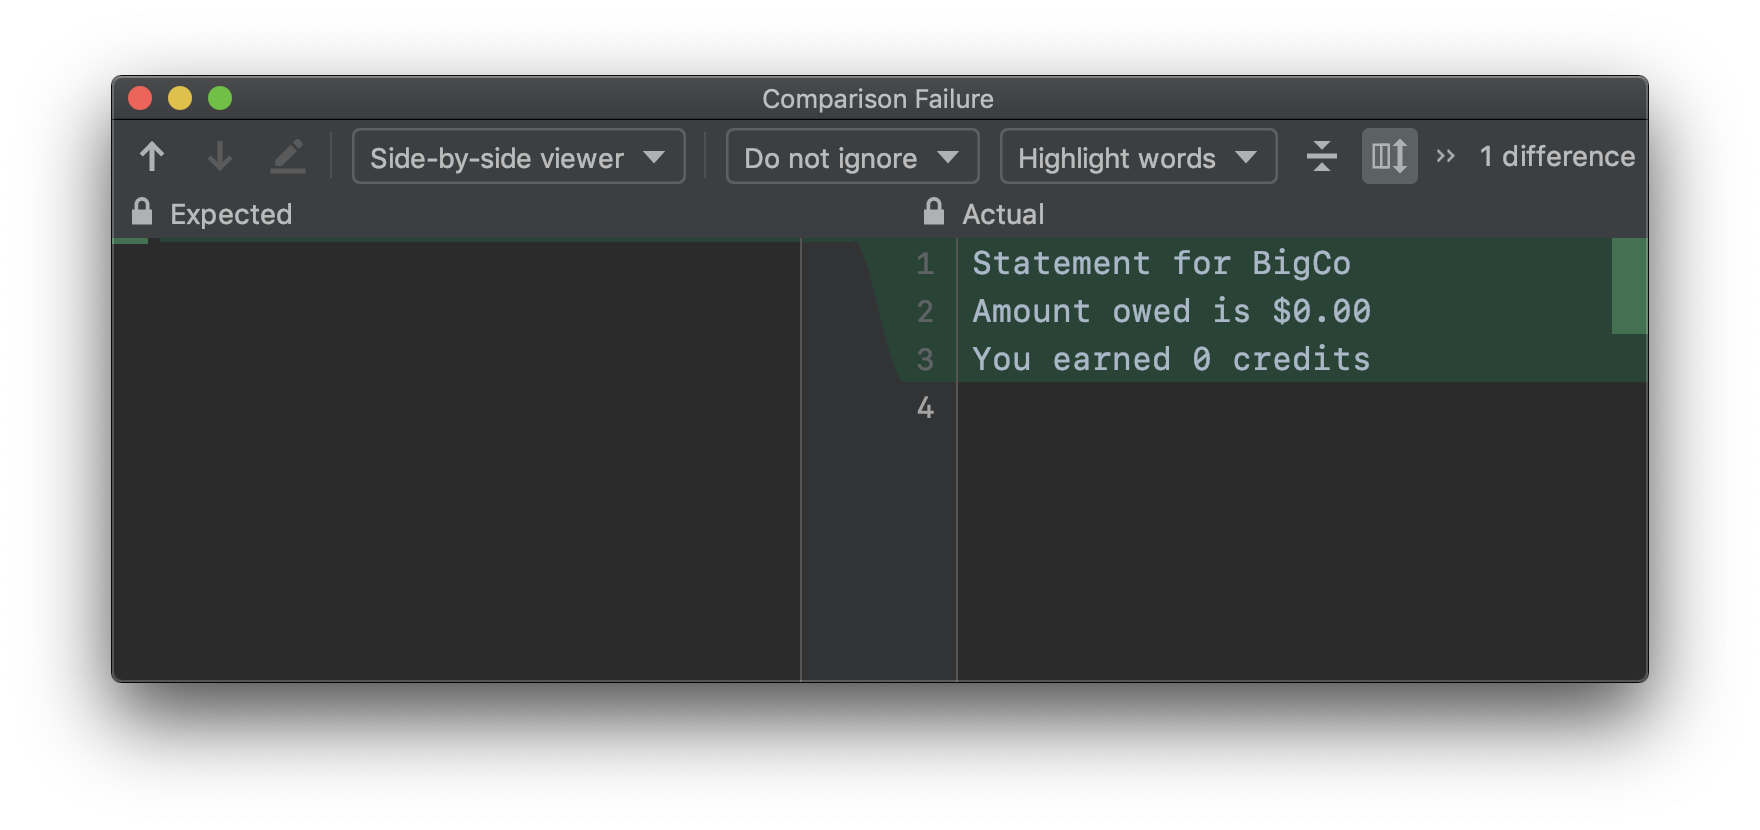 Comparison Failure
Side-by-side viewer Do not ignore Highlight words 1 difference
Expected Actual
1 Statement for BigCo
2 Amount owed is $0.00
3 You earned 0 credits
4